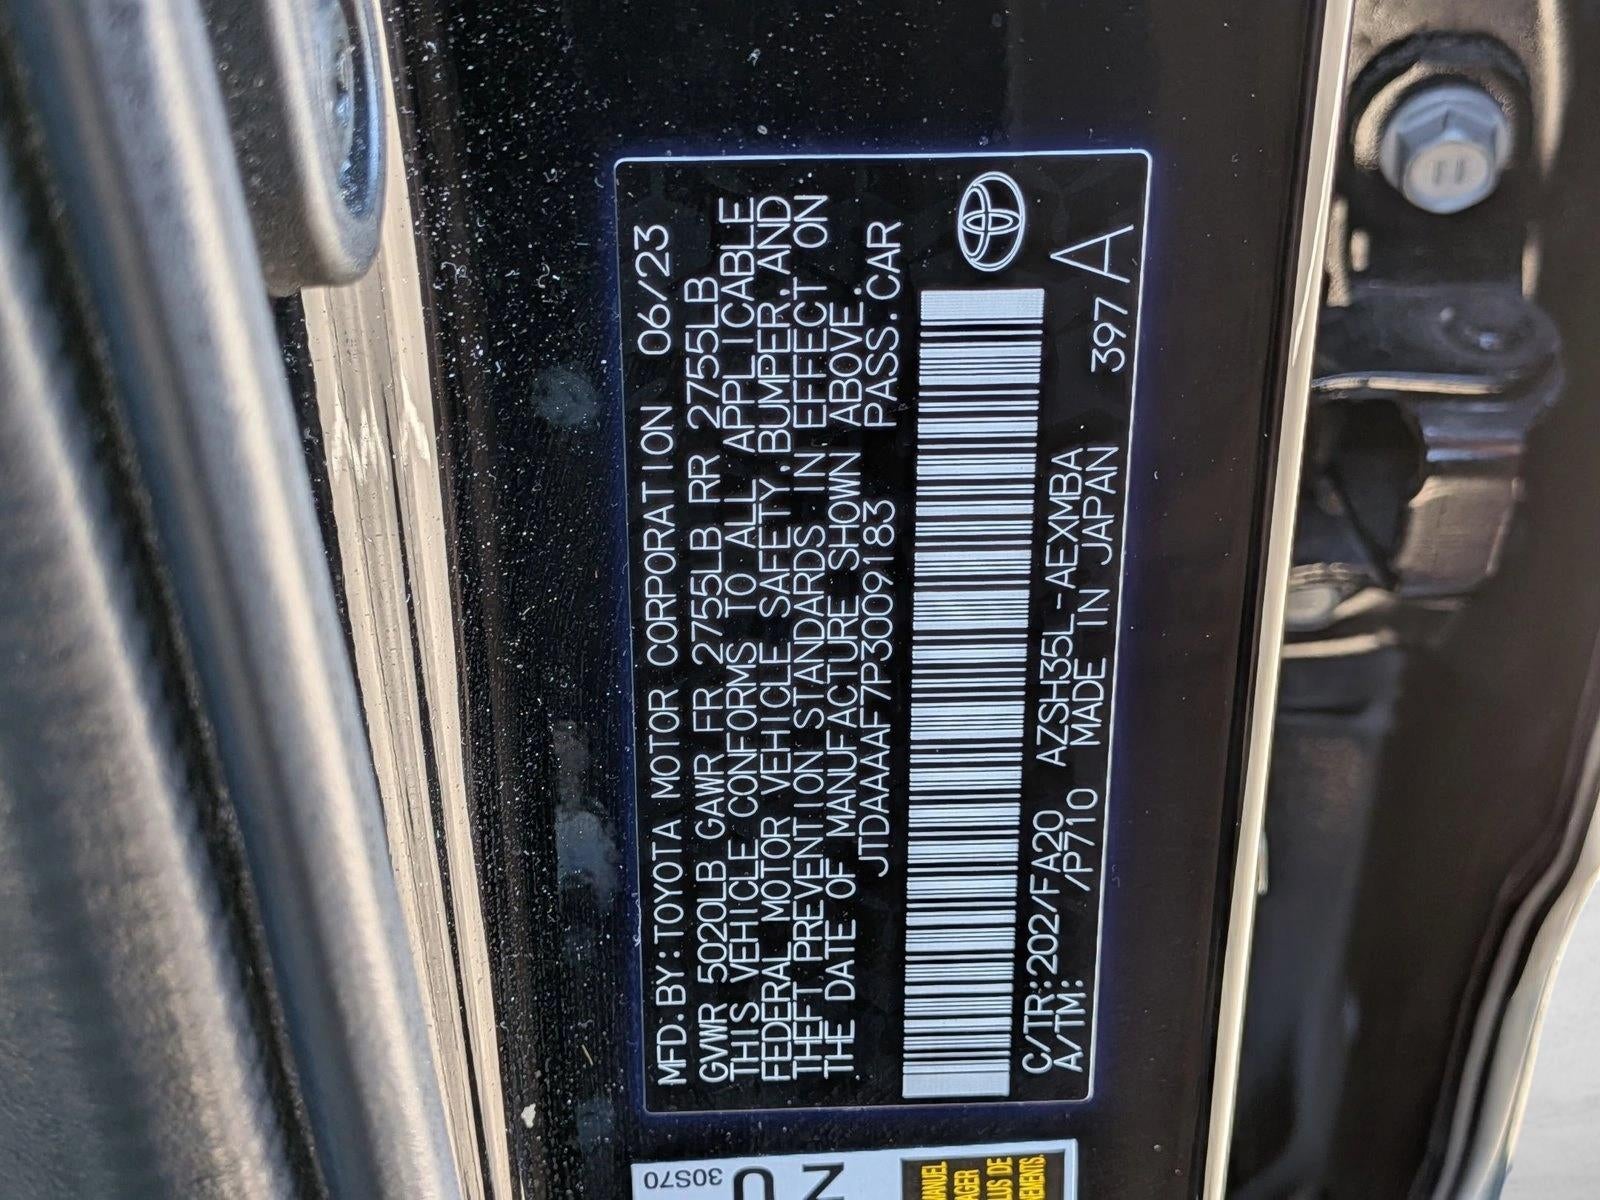 MFD.BY:TOYOTA MOTOR CORPORATION 06/23
GVWR 5020LB GAWR FR 2755LB RR 2755LB
THIS VEHICLE CONFORMS TO ALL APPLICABLE
FEDERAL MOTOR VEHICLE SAFETY,BUMPER,AND
THEFT PREVENTION STANDARDS IN EFFECT ON
THE DATE OF MANUFACTURE SHOWN ABOVE.
JTDAAAAF7P3009183 PASS.CAR
C/TR:202/FA20 AZSH35L-AEXMBA
A/TM: /P710 MADE IN JAPAN 397 A
30S70
MANUEL